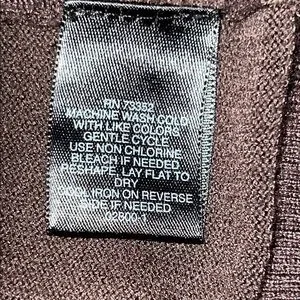 RN 73352
MACHINE WASH COLD
WITH LIKE COLORS
GENTLE CYCLE
USE NON CHLORINE
BLEACH IF NEEDED
RESHAPE, LAY FLAT TO
DRY
COOL IRON ON REVERSE
SIDE IF NEEDED
02800-1